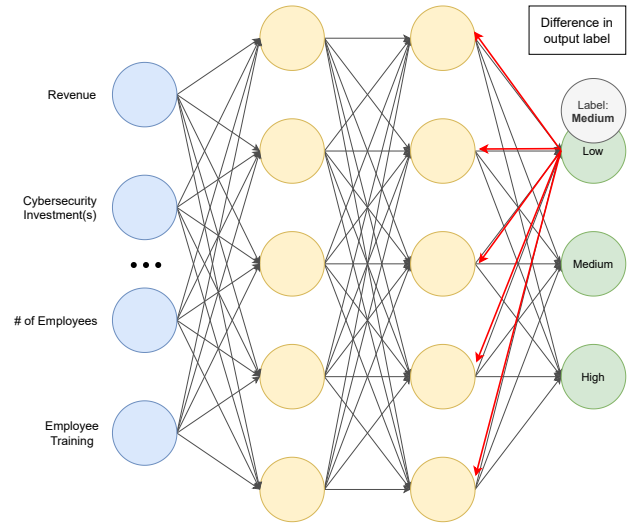 Difference in
output label
Revenue
Label:
Medium
Low
Cybersecurity
Investment(s)
•••
Medium
# of Employees
High
Employee
Training